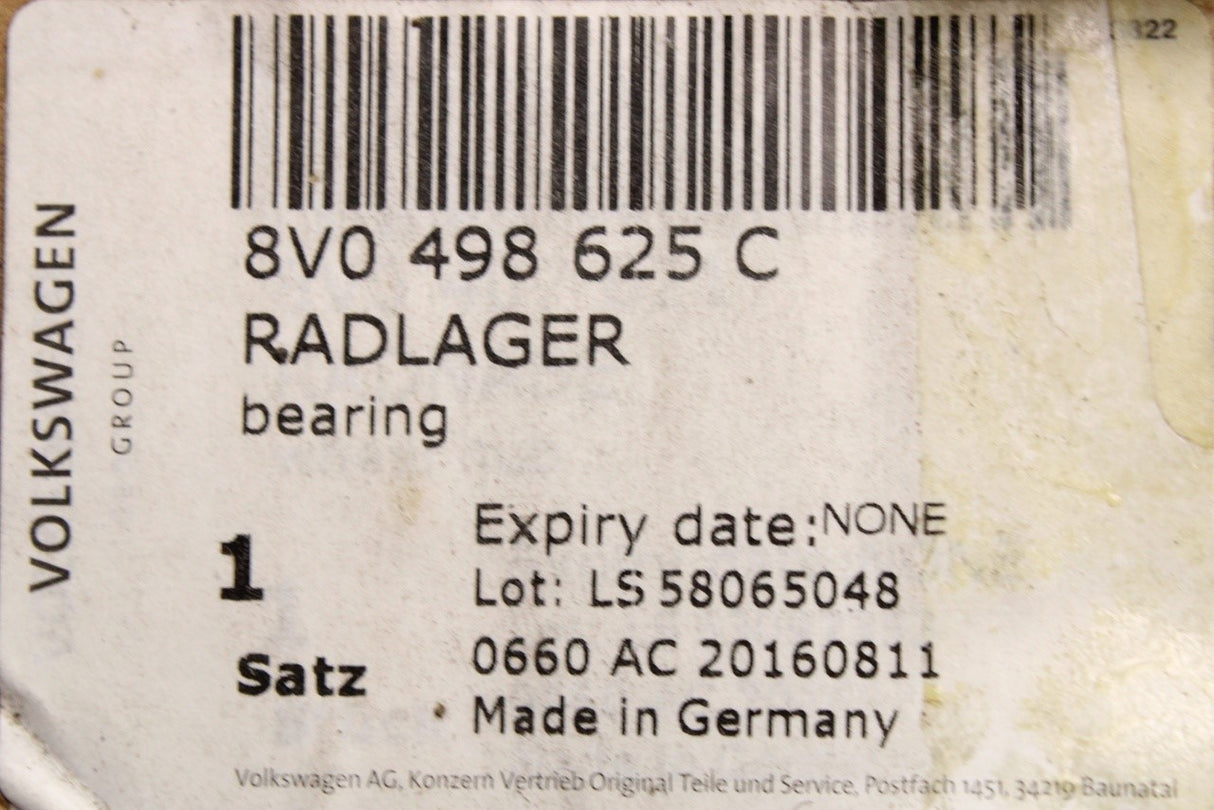 VOLKSWAGEN
GROUP
8V0 498 625 C
RADLAGER
bearing
1
Satz
Expiry date:NONE
Lot: LS 58065048
0660 AC 20160811
Made in Germany
Volkswagen AG, Konzern Vertrieb Original Teile und Service, Postfach 1451, 34219 Baunatal